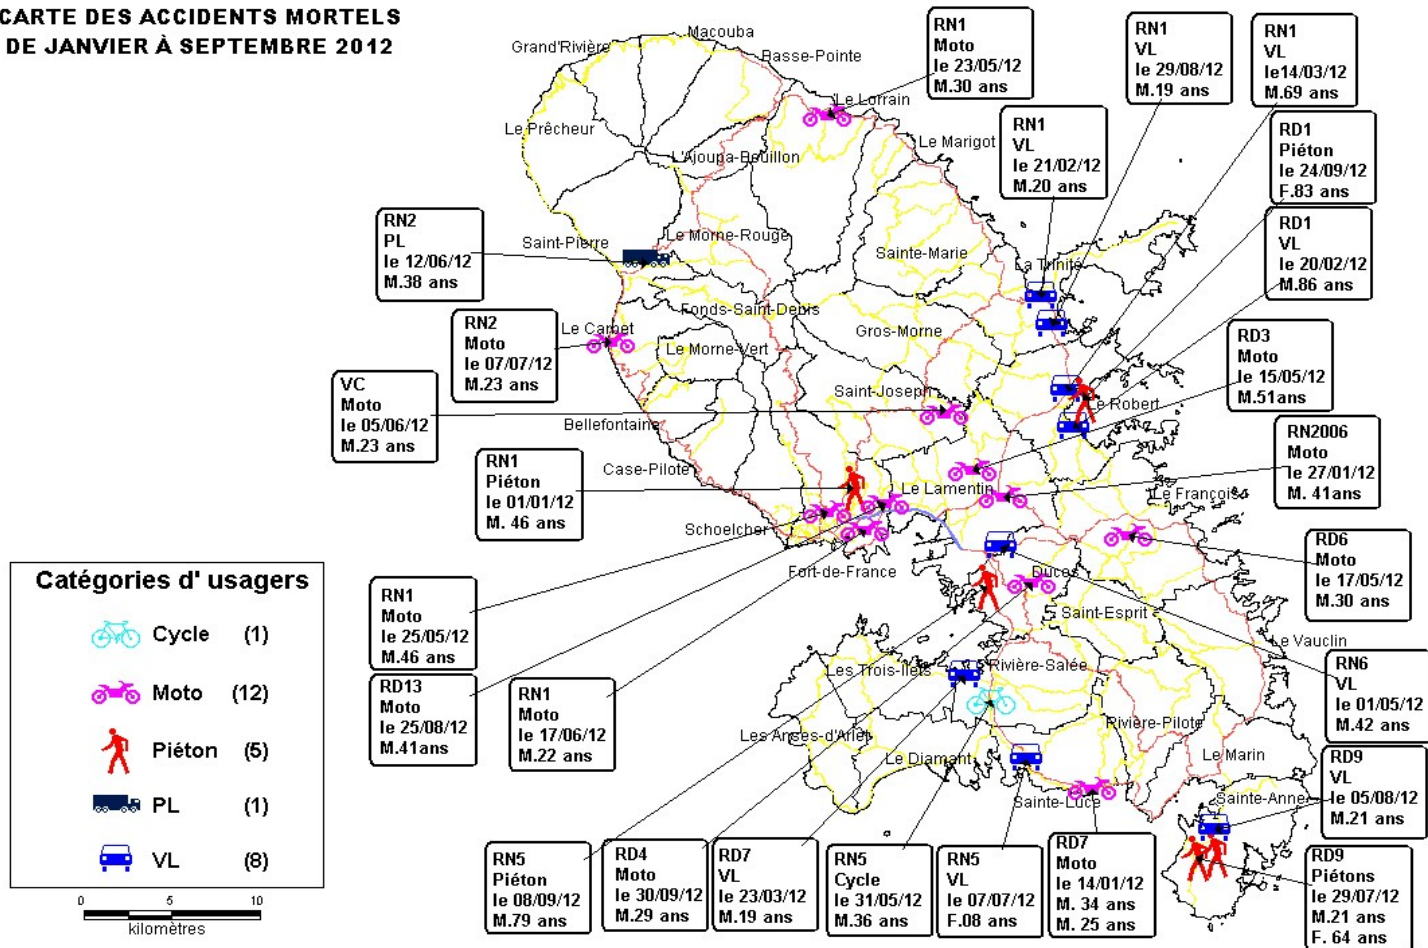 CARTE DES ACCIDENTS MORTELS
DE JANVIER À SEPTEMBRE 2012
RN1
Moto
le 23/05/12
M.30 ans
RN1
VL
le 29/08/12
M.19 ans
RN1
VL
le14/03/12
M.69 ans
RN1
VL
le 21/02/12
M.20 ans
RD1
Piéton
le 24/09/12
F.83 ans
RD1
VL
le 20/02/12
M.86 ans
RN2
PL
le 12/06/12
M.38 ans
RN2
Moto
le 07/07/12
M.23 ans
VC
Moto
le 05/06/12
M.23 ans
RD3
Moto
le 15/05/12
M.51ans
RN1
Piéton
le 01/01/12
M. 46 ans
RN2006
Moto
le 27/01/12
M. 41ans
RD6
Moto
le 17/05/12
M.30 ans
RN1
Moto
le 25/05/12
M.46 ans
RD13
Moto
le 25/08/12
M.41ans
RN1
Moto
le 17/06/12
M.22 ans
RN6
VL
le 01/05/12
M.42 ans
RD9
VL
le 05/08/12
M.21 ans
RN5
Piéton
le 08/09/12
M.79 ans
RD4
Moto
le 30/09/12
M.29 ans
RD7
VL
le 23/03/12
M.19 ans
RN5
Cycle
le 31/05/12
M.36 ans
RN5
VL
le 07/07/12
F.08 ans
RD7
Moto
le 14/01/12
M. 34 ans
M. 25 ans
RD9
Piétons
le 29/07/12
M.21 ans
F. 64 ans
Macouba
Grand'Rivière
Basse-Pointe
Le Lorrain
Le Prêcheur
Le Marigot
L'Ajoupa-Bouillon
Saint-Pierre
Le Morne-Rouge
Sainte-Marie
La Trinité
Fonds-Saint-Denis
Le Carbet
Gros-Morne
Le Morne-Vert
Saint-Joseph
Le Robert
Bellefontaine
Case-Pilote
Le Lamentin
Le François
Schoelcher
Fort-de-France
Ducos
Saint-Esprit
Le Vauclin
Les Trois-Ilets
Rivière-Salée
Rivière-Pilote
Les Anses-d'Arlet
Le Diamant
Le Marin
Sainte-Luce
Sainte-Anne
Catégories d' usagers
Cycle (1)
Moto (12)
Piéton (5)
PL (1)
VL (8)
0 5 10
kilomètres